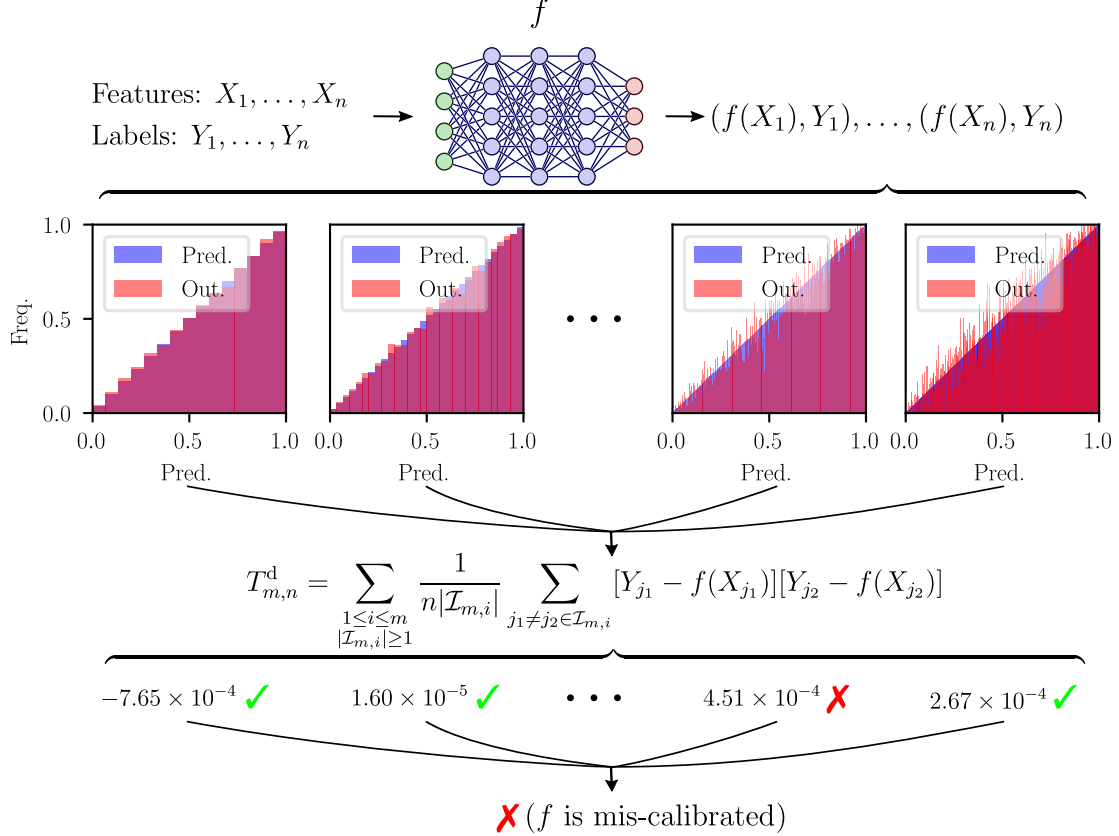 f
Features: X_1, . . . , X_n
Labels: Y_1, . . . , Y_n
(f(X_1), Y_1), . . . , (f(X_n), Y_n)
Freq.
1.0
0.5
0.0
Pred.
Out.
0.0 0.5 1.0
Pred.
Pred.
Out.
0.0 0.5 1.0
Pred.
• • •
Pred.
Out.
0.0 0.5 1.0
Pred.
Pred.
Out.
0.0 0.5 1.0
Pred.
T^d_{m,n} = ∑_{1≤i≤m |ℐ_{m,i}|≥1} 1/(n|ℐ_{m,i}|) ∑_{j_1≠j_2∈ℐ_{m,i}} [Y_{j_1} − f(X_{j_1})][Y_{j_2} − f(X_{j_2})]
−7.65 × 10^{−4} ✓ 1.60 × 10^{−5} ✓ • • • 4.51 × 10^{−4} ✗ 2.67 × 10^{−4} ✓
✗ (f is mis-calibrated)